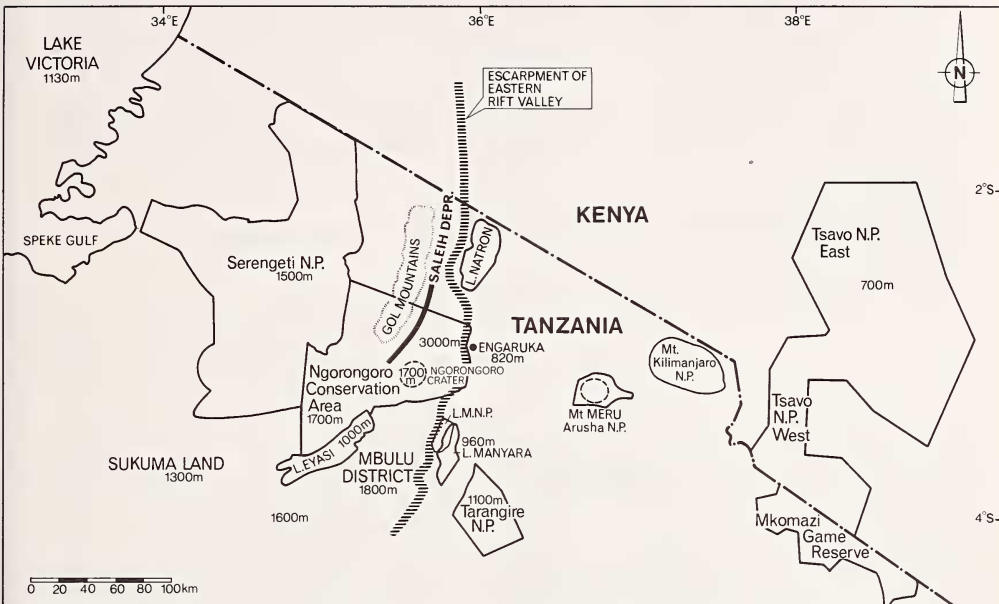 34°E
36°E
38°E
LAKE
VICTORIA
1130m
ESCARPMENT OF
EASTERN
RIFT VALLEY
N
2°S
KENYA
SPEKE GULF
Serengeti N.P.
1500m
GOL MOUNTAINS
SALEIH DEPR.
L. NATRON
Tsavo N.P.
East
700m
TANZANIA
3000m
ENGARUKA
820m
Mt.
Kilimanjaro
N.P.
Ngorongoro
Conservation
Area
1700m
1700
m
NGORONGORO
CRATER
Mt MERU
Arusha N.P.
Tsavo
N.P.
West
L.M.N.P.
960m
L. MANYARA
L. EYASI 1000m
SUKUMA LAND
1300m
MBULU
DISTRICT
1800m
1600m
1100m
Tarangire
N.P.
Mkomazi
Game
Reserve
4°S
0 20 40 60 80 100km